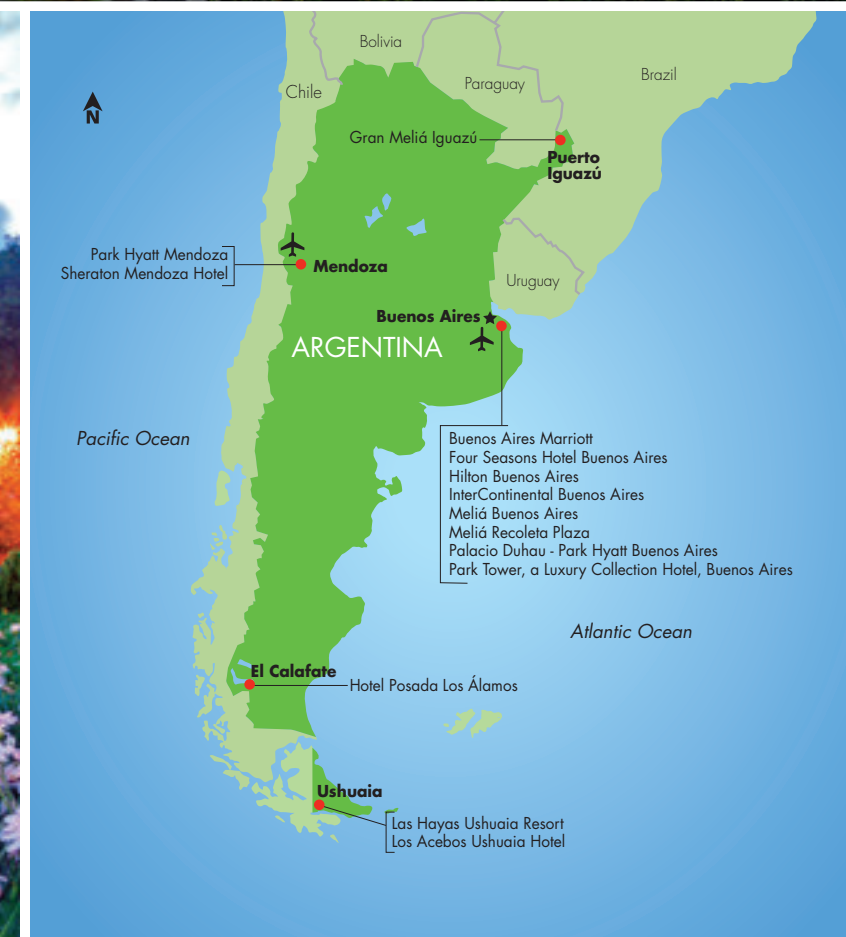 Bolivia
Paraguay
Brazil
Chile
N
Gran Meliá Iguazú
Puerto
Iguazú
Park Hyatt Mendoza
Sheraton Mendoza Hotel
Mendoza
Uruguay
Buenos Aires
ARGENTINA
Pacific Ocean
Buenos Aires Marriott
Four Seasons Hotel Buenos Aires
Hilton Buenos Aires
InterContinental Buenos Aires
Meliá Buenos Aires
Meliá Recoleta Plaza
Palacio Duhau - Park Hyatt Buenos Aires
Park Tower, a Luxury Collection Hotel, Buenos Aires
Atlantic Ocean
El Calafate
Hotel Posada Los Álamos
Ushuaia
Las Hayas Ushuaia Resort
Los Acebos Ushuaia Hotel